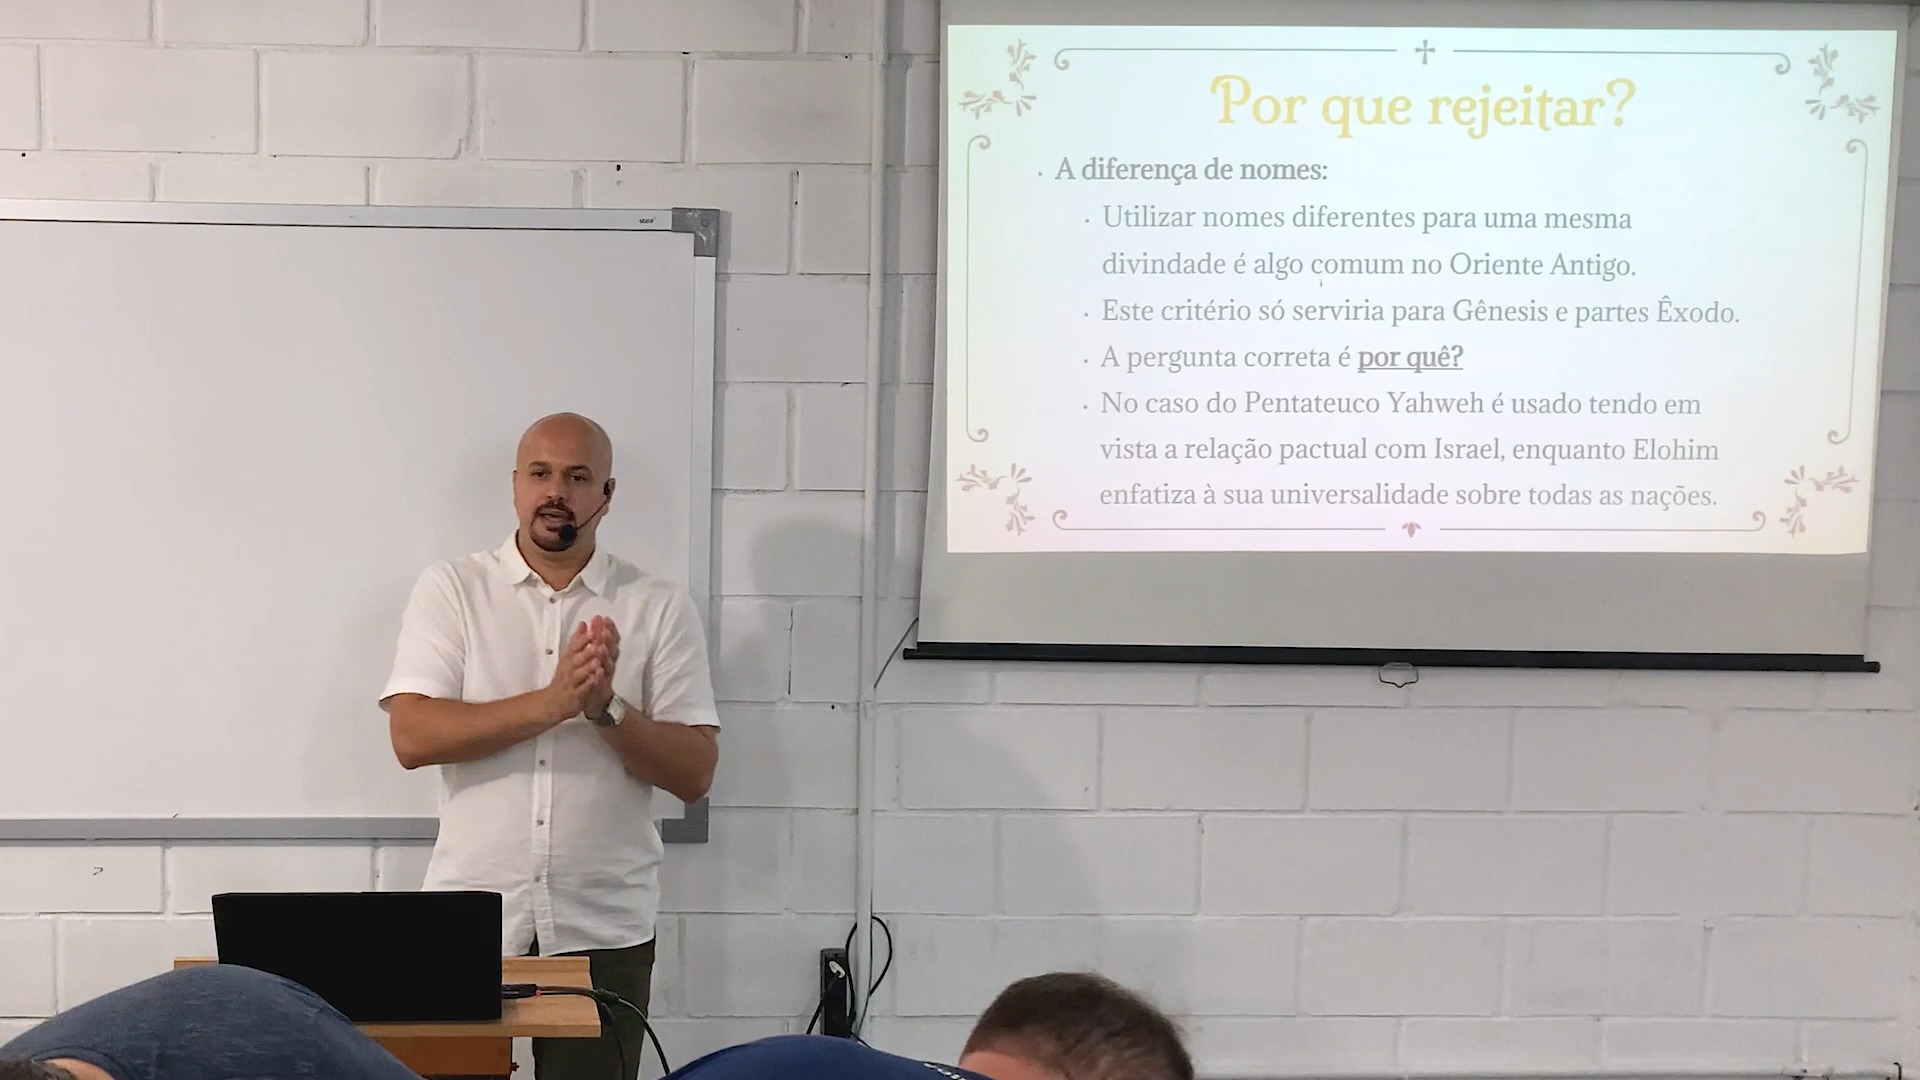 Por que rejeitar?
· A diferença de nomes:
· Utilizar nomes diferentes para uma mesma
divindade é algo comum no Oriente Antigo.
· Este critério só serviria para Gênesis e partes Êxodo.
· A pergunta correta é por quê?
· No caso do Pentateuco Yahweh é usado tendo em
vista a relação pactual com Israel, enquanto Elohim
enfatiza à sua universalidade sobre todas as nações.
stalo